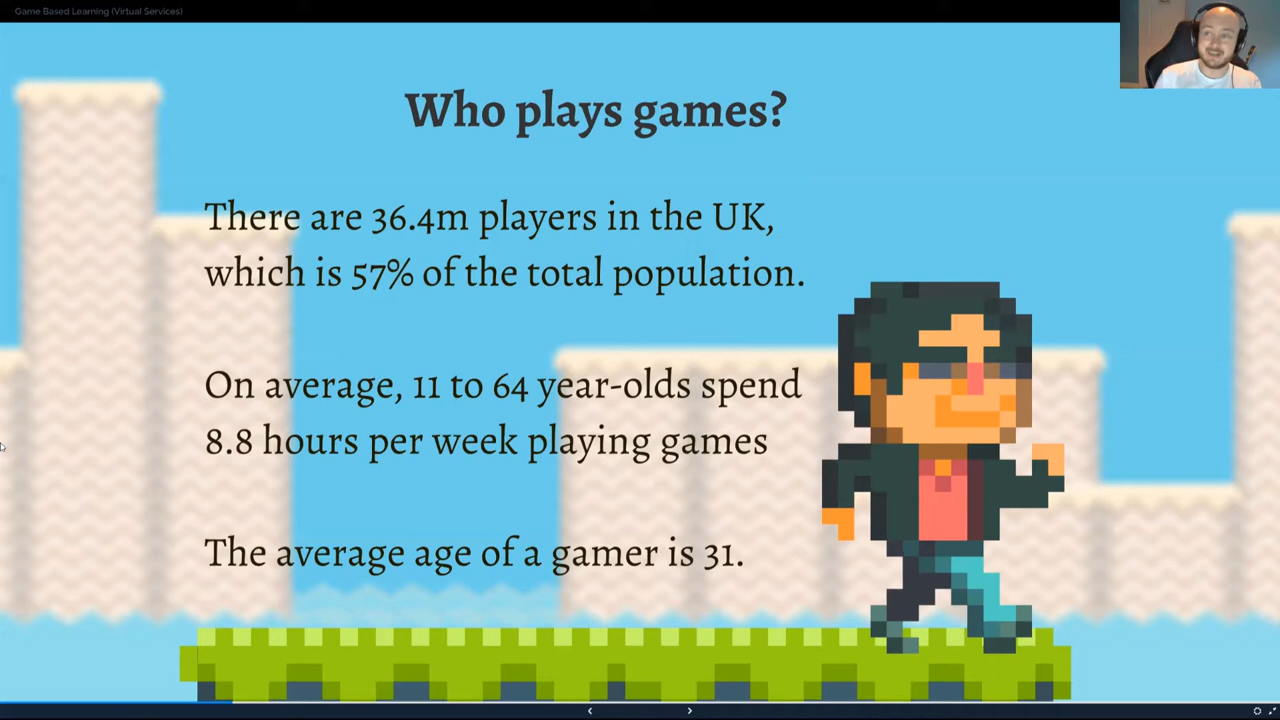 Game Based Learning (Virtual Services)
Who plays games?
There are 36.4m players in the UK,
which is 57% of the total population.
On average, 11 to 64 year-olds spend
8.8 hours per week playing games
The average age of a gamer is 31.